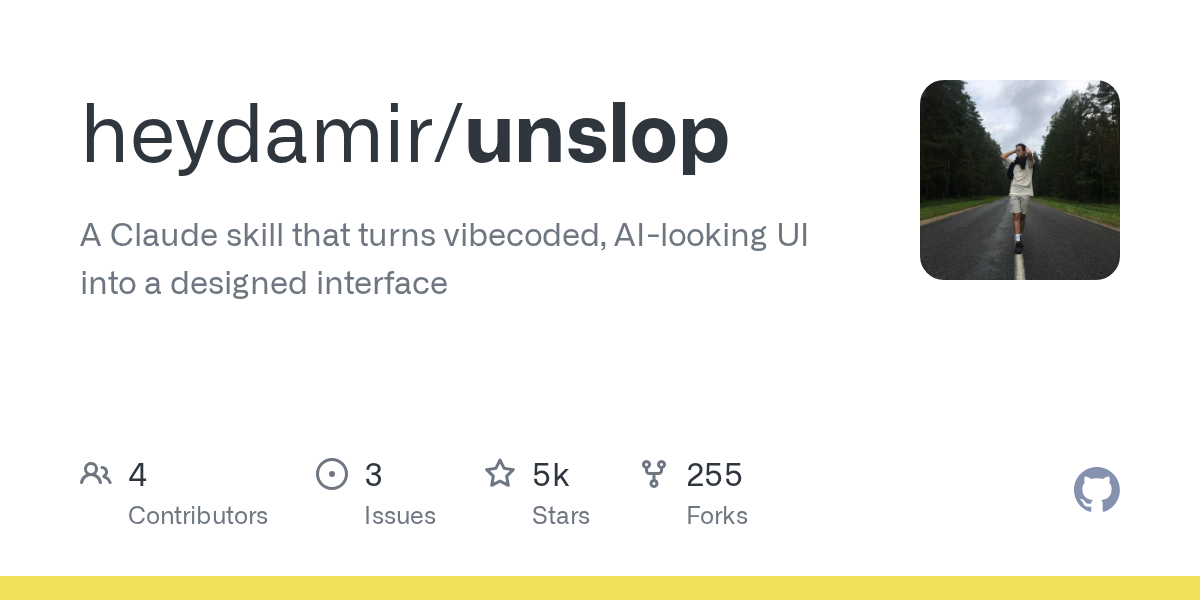 heydamir/unslop
A Claude skill that turns vibecoded, AI-looking UI
into a designed interface
4
Contributors
3
Issues
5k
Stars
255
Forks